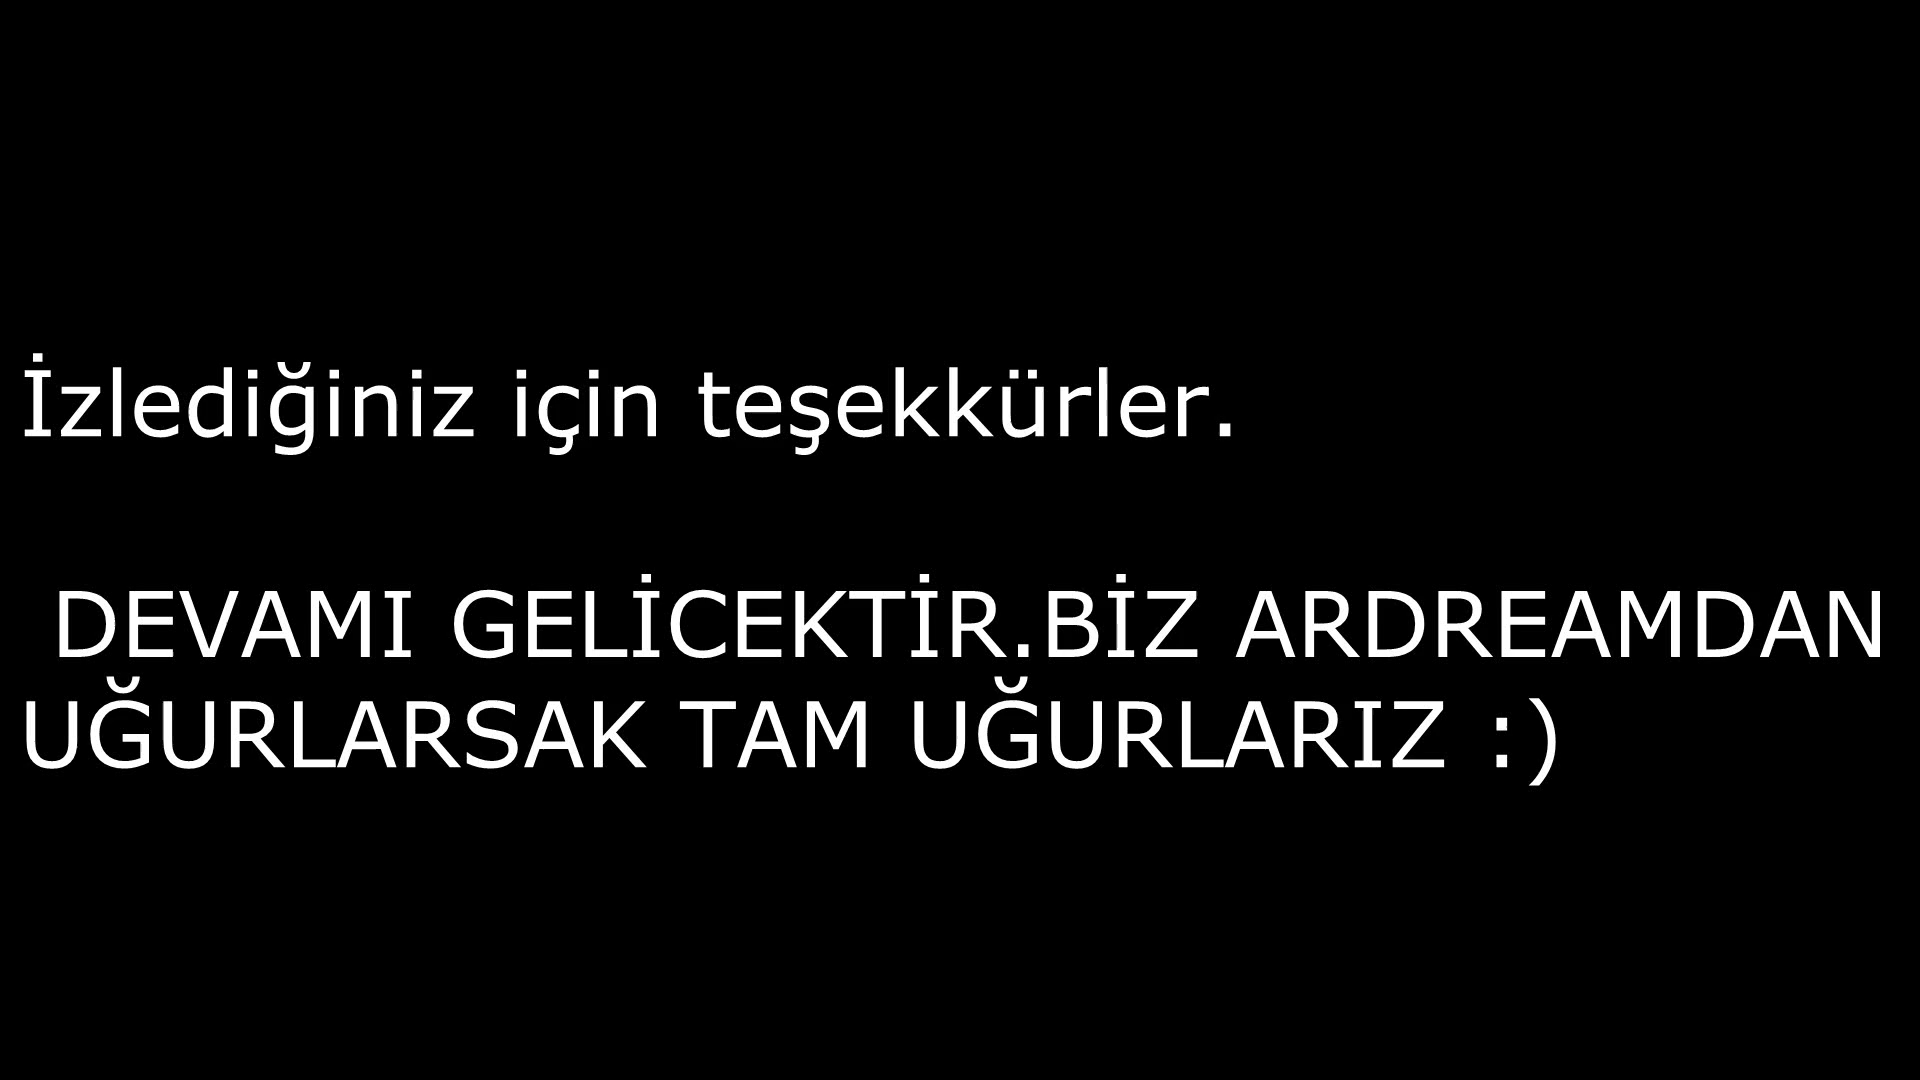 İzlediğiniz için teşekkürler.
DEVAMI GELİCEKTİR.BİZ ARDREAMDAN
UĞURLARSAK TAM UĞURLARIZ :)